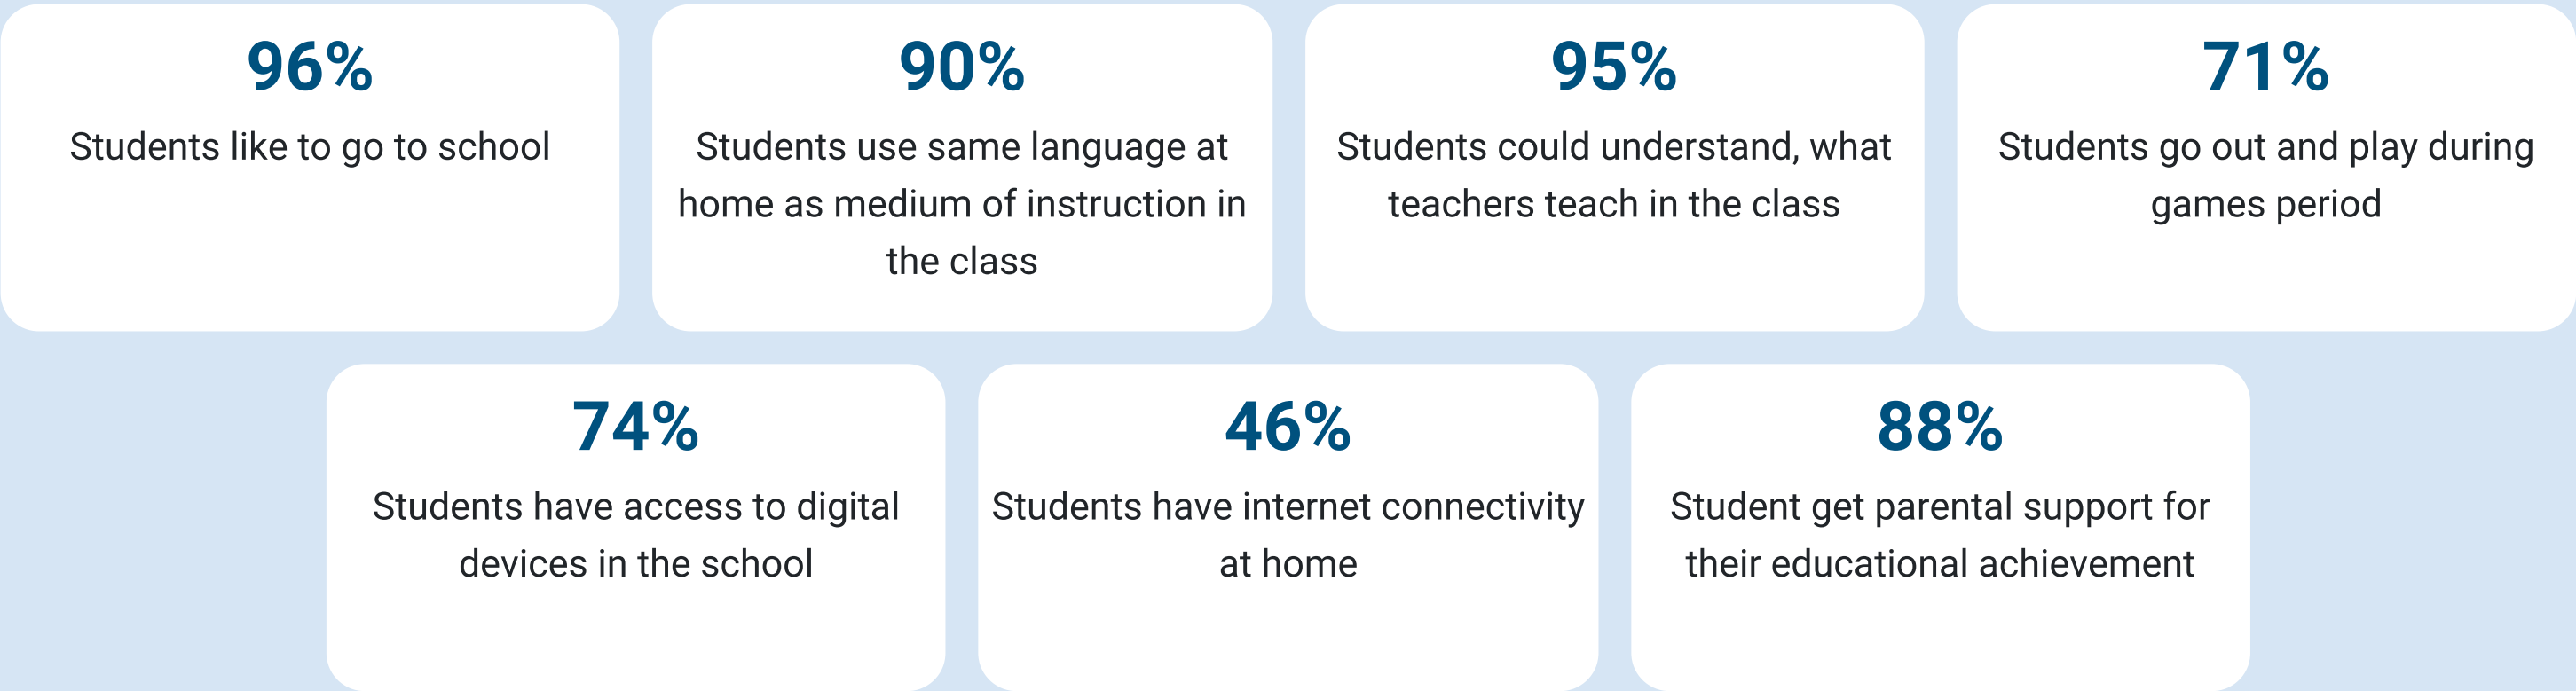 96%
Students like to go to school
90%
Students use same language at
home as medium of instruction in
the class
95%
Students could understand, what
teachers teach in the class
71%
Students go out and play during
games period
74%
Students have access to digital
devices in the school
46%
Students have internet connectivity
at home
88%
Student get parental support for
their educational achievement